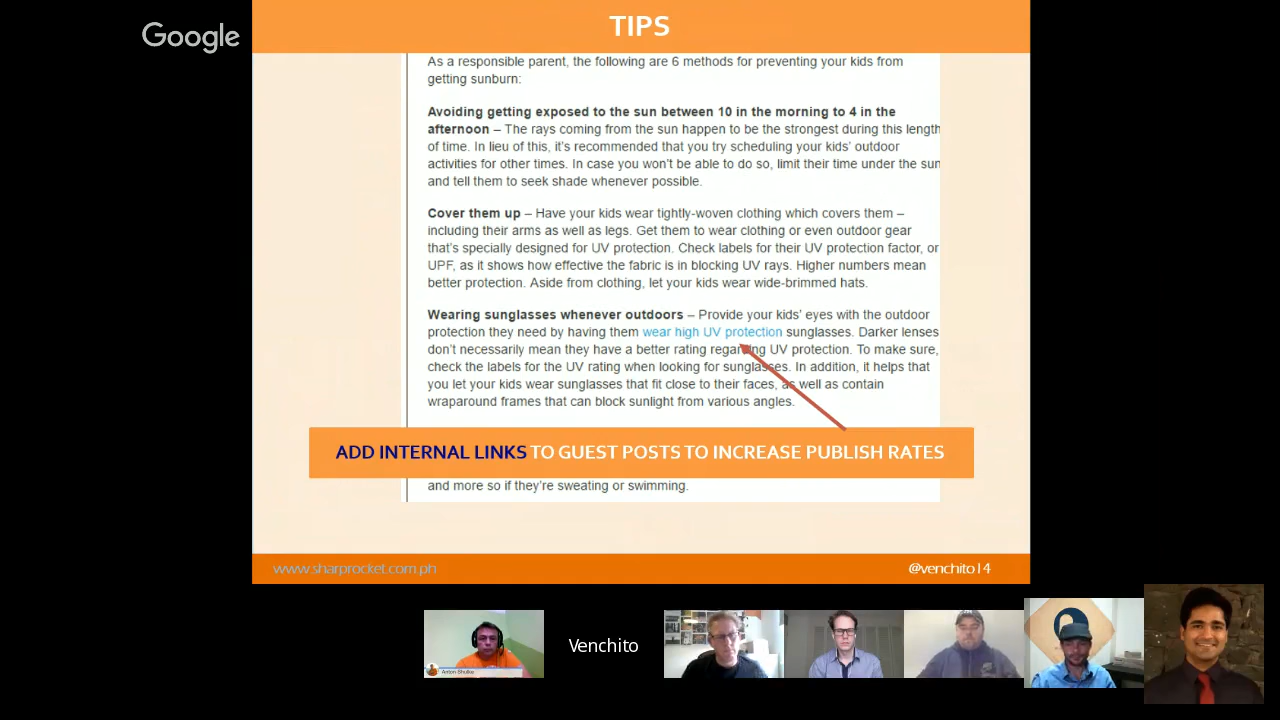 Google
TIPS
As a responsible parent, the following are 6 methods for preventing your kids from
getting sunburn:
Avoiding getting exposed to the sun between 10 in the morning to 4 in the
afternoon – The rays coming from the sun happen to be the strongest during this length
of time. In lieu of this, it's recommended that you try scheduling your kids' outdoor
activities for other times. In case you won't be able to do so, limit their time under the sun
and tell them to seek shade whenever possible.
Cover them up – Have your kids wear tightly-woven clothing which covers them –
including their arms as well as legs. Get them to wear clothing or even outdoor gear
that's specially designed for UV protection. Check labels for their UV protection factor, or
UPF, as it shows how effective the fabric is in blocking UV rays. Higher numbers mean
better protection. Aside from clothing, let your kids wear wide-brimmed hats.
Wearing sunglasses whenever outdoors – Provide your kids' eyes with the outdoor
protection they need by having them wear high UV protection sunglasses. Darker lenses
don't necessarily mean they have a better rating regarding UV protection. To make sure,
check the labels for the UV rating when looking for sunglasses. In addition, it helps that
you let your kids wear sunglasses that fit close to their faces, as well as contain
wraparound frames that can block sunlight from various angles.
ADD INTERNAL LINKS TO GUEST POSTS TO INCREASE PUBLISH RATES
and more so if they're sweating or swimming.
www.sharprocket.com.ph
@venchito14
Venchito
Anton Shulke